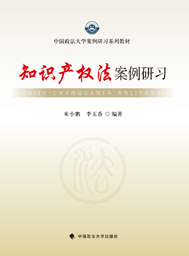 中国政法大学案例研习系列教材
知识产权法案例研习
ZHISHICHANQUANFA ANLIYANXI
来小鹏 李玉香 ◎ 编著
中国政法大学出版社